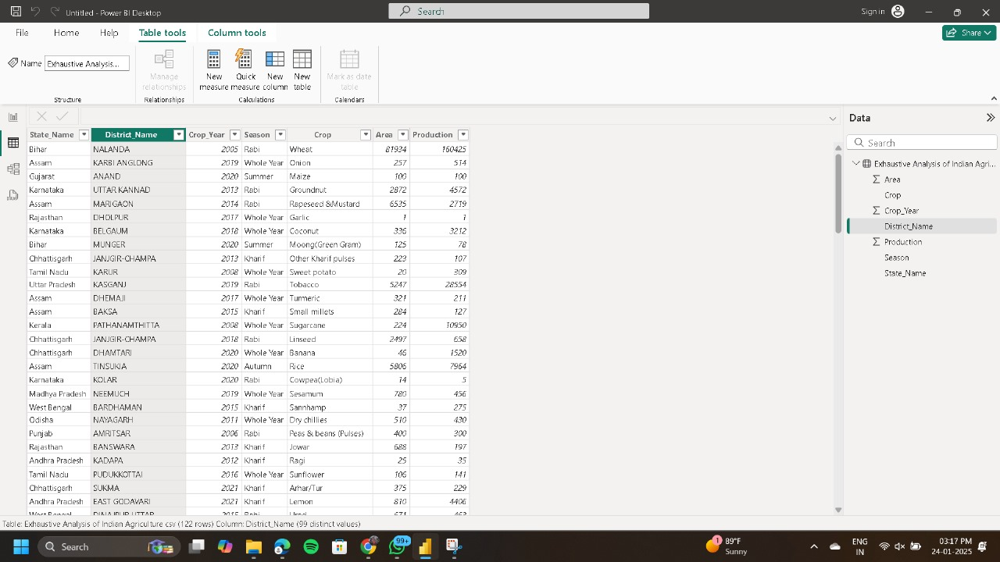 Untitled - Power BI Desktop
Search
Sign in
File Home Help Table tools Column tools
Share
Name Exhaustive Analysis...
Manage relationships
New measure
Quick measure
New column
New table
Mark as date table
Structure Relationships Calculations Calendars
Data
Search
Exhaustive Analysis of Indian Agri...
Area
Crop
Crop_Year
District_Name
Production
Season
State_Name
State_Name District_Name Crop_Year Season Crop Area Production
Bihar NALANDA 2005 Rabi Wheat 81934 160425
Assam KARBI ANGLONG 2019 Whole Year Onion 257 514
Gujarat ANAND 2020 Summer Maize 100 100
Karnataka UTTAR KANNAD 2013 Rabi Groundnut 2872 4572
Assam MARIGAON 2014 Rabi Rapeseed &Mustard 6535 2719
Rajasthan DHOLPUR 2017 Whole Year Garlic 1 1
Karnataka BELGAUM 2018 Whole Year Coconut 336 3212
Bihar MUNGER 2020 Summer Moong(Green Gram) 125 78
Chhattisgarh JANJGIR-CHAMPA 2013 Kharif Other Kharif pulses 223 107
Tamil Nadu KARUR 2008 Whole Year Sweet potato 20 309
Uttar Pradesh KASGANJ 2019 Rabi Tobacco 5247 28554
Assam DHEMAJI 2017 Whole Year Turmeric 321 211
Assam BAKSA 2015 Kharif Small millets 284 127
Kerala PATHANAMTHITTA 2008 Whole Year Sugarcane 224 10950
Chhattisgarh JANJGIR-CHAMPA 2018 Rabi Linseed 2497 658
Chhattisgarh DHAMTARI 2020 Whole Year Banana 46 1520
Assam TINSUKIA 2020 Autumn Rice 5806 7964
Karnataka KOLAR 2020 Rabi Cowpea(Lobia) 14 5
Madhya Pradesh NEEMUCH 2019 Whole Year Sesamum 780 456
West Bengal BARDHAMAN 2015 Kharif Sannhamp 37 275
Odisha NAYAGARH 2011 Whole Year Dry chillies 510 430
Punjab AMRITSAR 2006 Rabi Peas & beans (Pulses) 400 300
Rajasthan BANSWARA 2013 Kharif Jowar 688 197
Andhra Pradesh KADAPA 2012 Kharif Ragi 25 35
Tamil Nadu PUDUKKOTTAI 2016 Whole Year Sunflower 106 141
Chhattisgarh SUKMA 2021 Kharif Arhar/Tur 375 229
Andhra Pradesh EAST GODAVARI 2021 Kharif Lemon 810 4406
West Bengal DINAJPUR UTTAR 2015 Rabi Urad 671 463
Table: Exhaustive Analysis of Indian Agriculture csv (122 rows) Column: District_Name (99 distinct values)
Search
99+
1
89°F
Sunny
ENG
IN
03:17 PM
24-01-2025